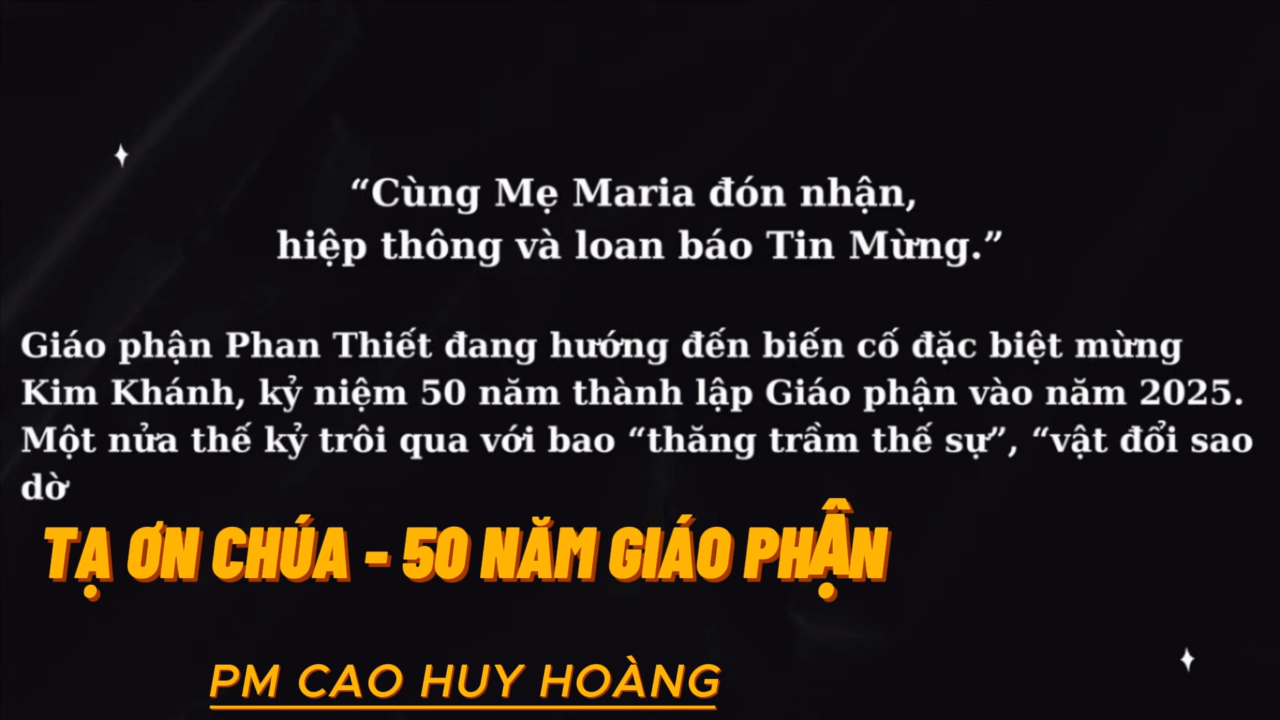 “Cùng Mẹ Maria đón nhận,
hiệp thông và loan báo Tin Mừng.”
Giáo phận Phan Thiết đang hướng đến biến cố đặc biệt mừng
Kim Khánh, kỷ niệm 50 năm thành lập Giáo phận vào năm 2025.
Một nửa thế kỷ trôi qua với bao “thăng trầm thế sự”, “vật đổi sao
dờ
TẠ ƠN CHÚA - 50 NĂM GIÁO PHẬN
PM CAO HUY HOÀNG